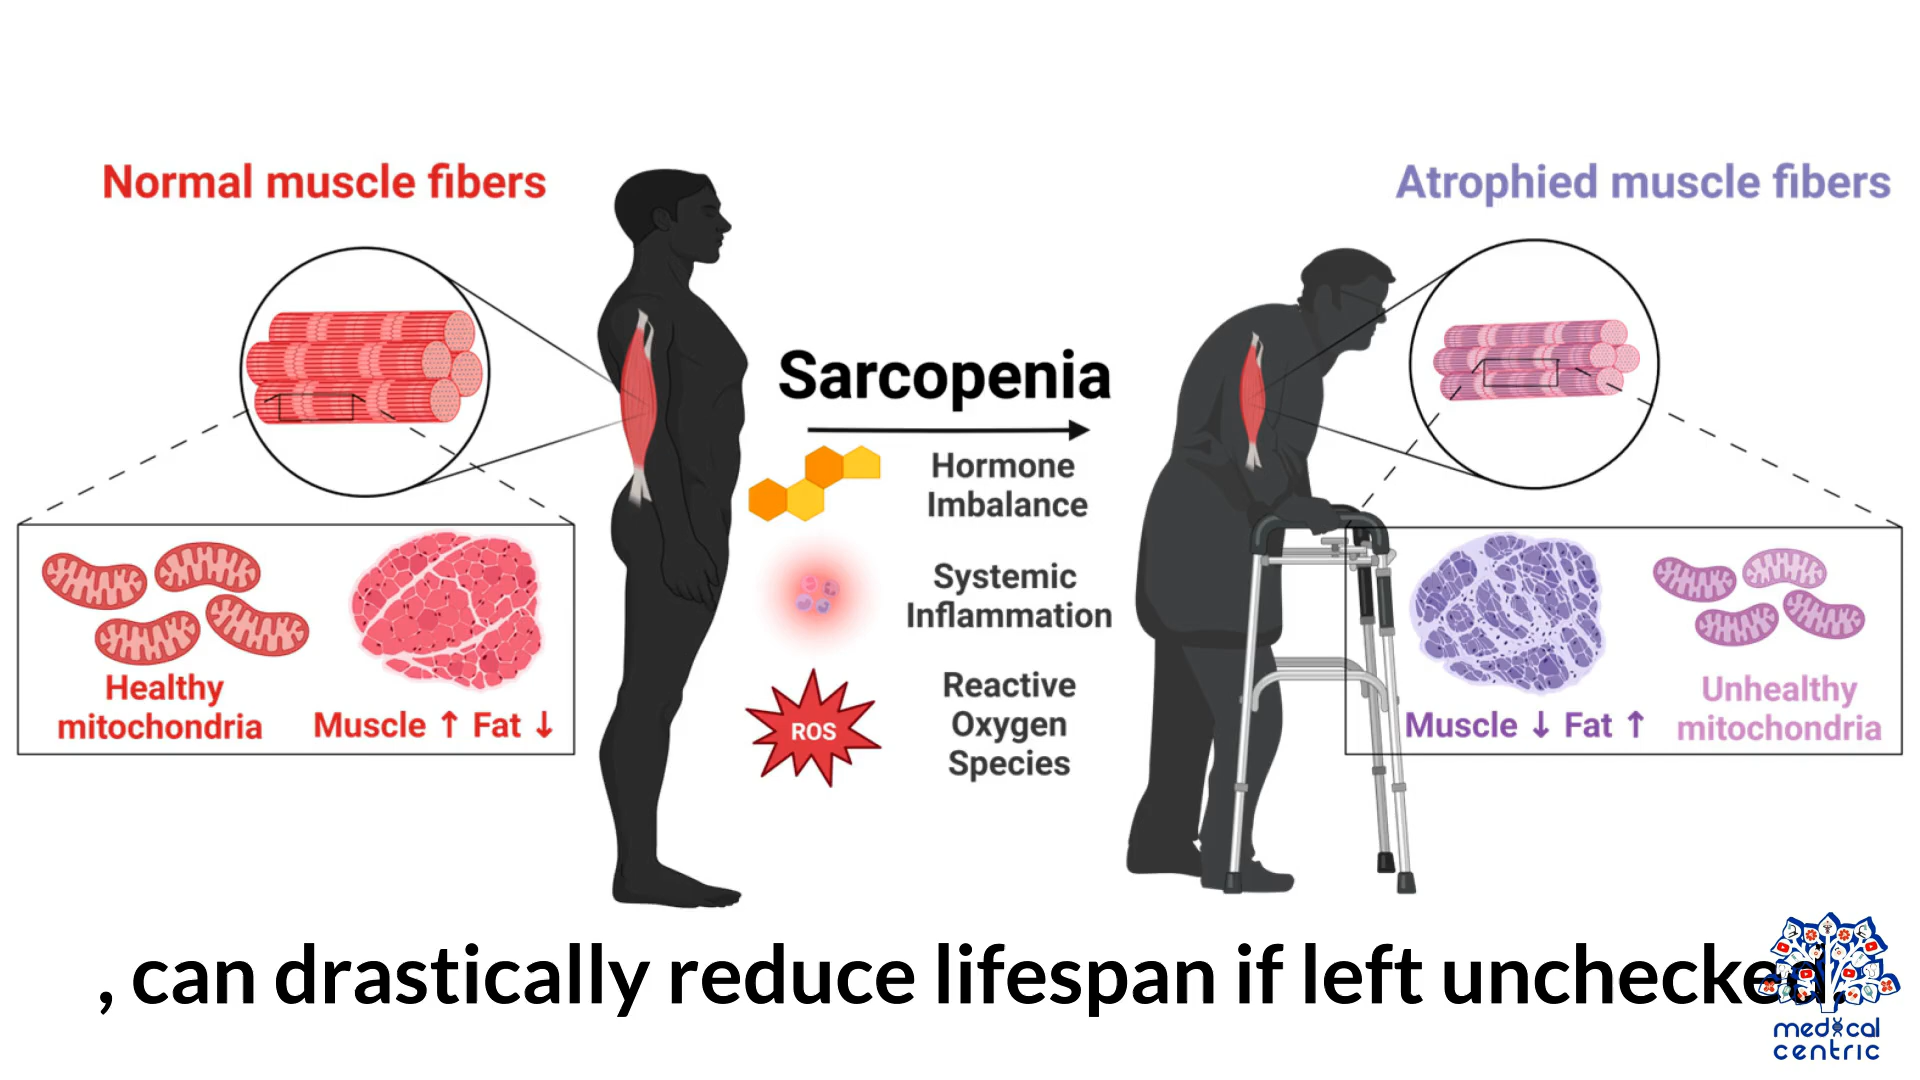 Normal muscle fibers
Atrophied muscle fibers
Sarcopenia
Hormone
Imbalance
Systemic
Inflammation
ROS
Reactive
Oxygen
Species
Healthy
mitochondria
Muscle ↑ Fat ↓
Muscle ↓ Fat ↑
Unhealthy
mitochondria
, can drastically reduce lifespan if left unchecked.
medical
centric